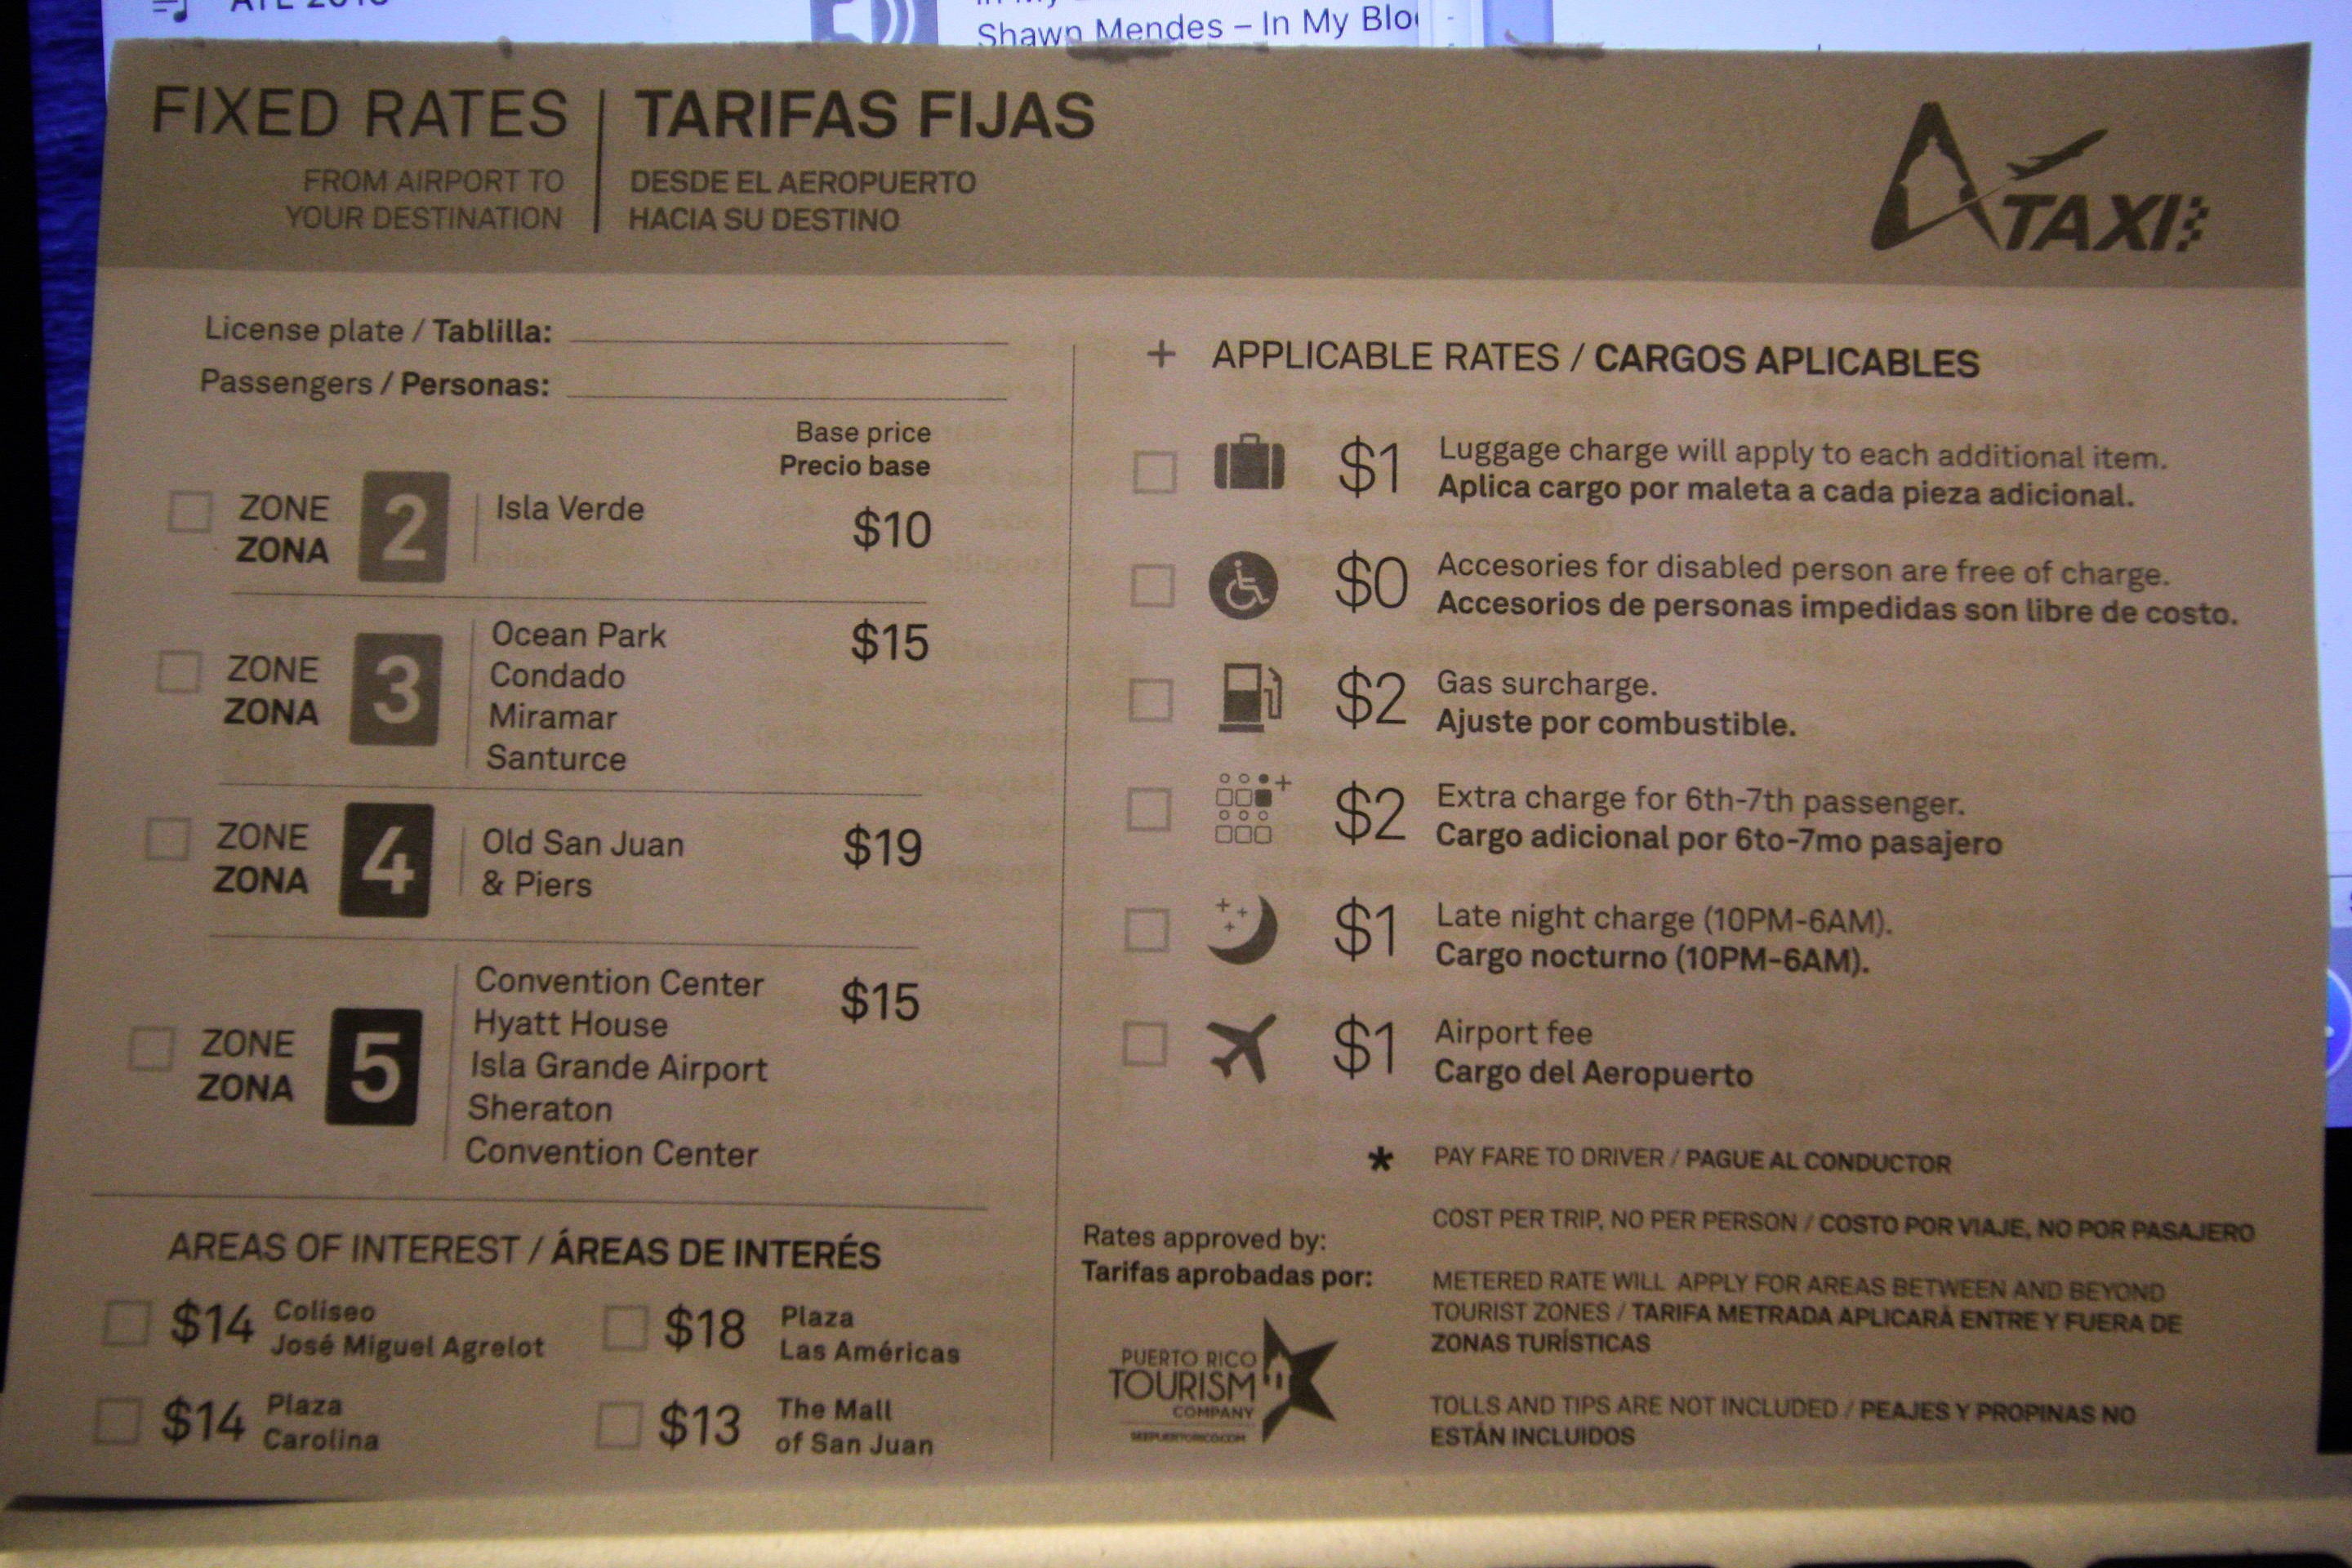 Shawn Mendes – In My Blo
FIXED RATES
FROM AIRPORT TO
YOUR DESTINATION
TARIFAS FIJAS
DESDE EL AEROPUERTO
HACIA SU DESTINO
TAXI
License plate / Tablilla:
Passengers / Personas:
Base price
Precio base
ZONE
ZONA
2
Isla Verde
$10
ZONE
ZONA
3
Ocean Park
Condado
Miramar
Santurce
$15
ZONE
ZONA
4
Old San Juan
& Piers
$19
ZONE
ZONA
5
Convention Center
Hyatt House
Isla Grande Airport
Sheraton
Convention Center
$15
AREAS OF INTEREST / ÁREAS DE INTERÉS
$14 Coliseo
José Miguel Agrelot
$18 Plaza
Las Américas
$14 Plaza
Carolina
$13 The Mall
of San Juan
+ APPLICABLE RATES / CARGOS APLICABLES
$1 Luggage charge will apply to each additional item.
Aplica cargo por maleta a cada pieza adicional.
$0 Accesories for disabled person are free of charge.
Accesorios de personas impedidas son libre de costo.
$2 Gas surcharge.
Ajuste por combustible.
$2 Extra charge for 6th-7th passenger.
Cargo adicional por 6to-7mo pasajero
$1 Late night charge (10PM-6AM).
Cargo nocturno (10PM-6AM).
$1 Airport fee
Cargo del Aeropuerto
* PAY FARE TO DRIVER / PAGUE AL CONDUCTOR
COST PER TRIP, NO PER PERSON / COSTO POR VIAJE, NO POR PASAJERO
METERED RATE WILL APPLY FOR AREAS BETWEEN AND BEYOND
TOURIST ZONES / TARIFA METRADA APLICARÁ ENTRE Y FUERA DE
ZONAS TURÍSTICAS
TOLLS AND TIPS ARE NOT INCLUDED / PEAJES Y PROPINAS NO
ESTÁN INCLUIDOS
Rates approved by:
Tarifas aprobadas por:
PUERTO RICO
TOURISM
COMPANY
SEEPUERTORICO.COM